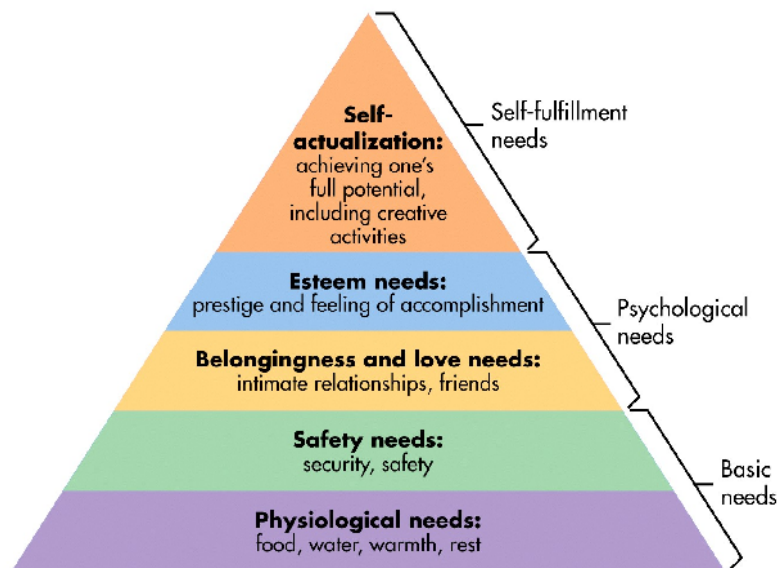 Self-
actualization:
achieving one's
full potential,
including creative
activities
Self-fulfillment
needs
Esteem needs:
prestige and feeling of accomplishment
Psychological
needs
Belongingness and love needs:
intimate relationships, friends
Safety needs:
security, safety
Basic
needs
Physiological needs:
food, water, warmth, rest